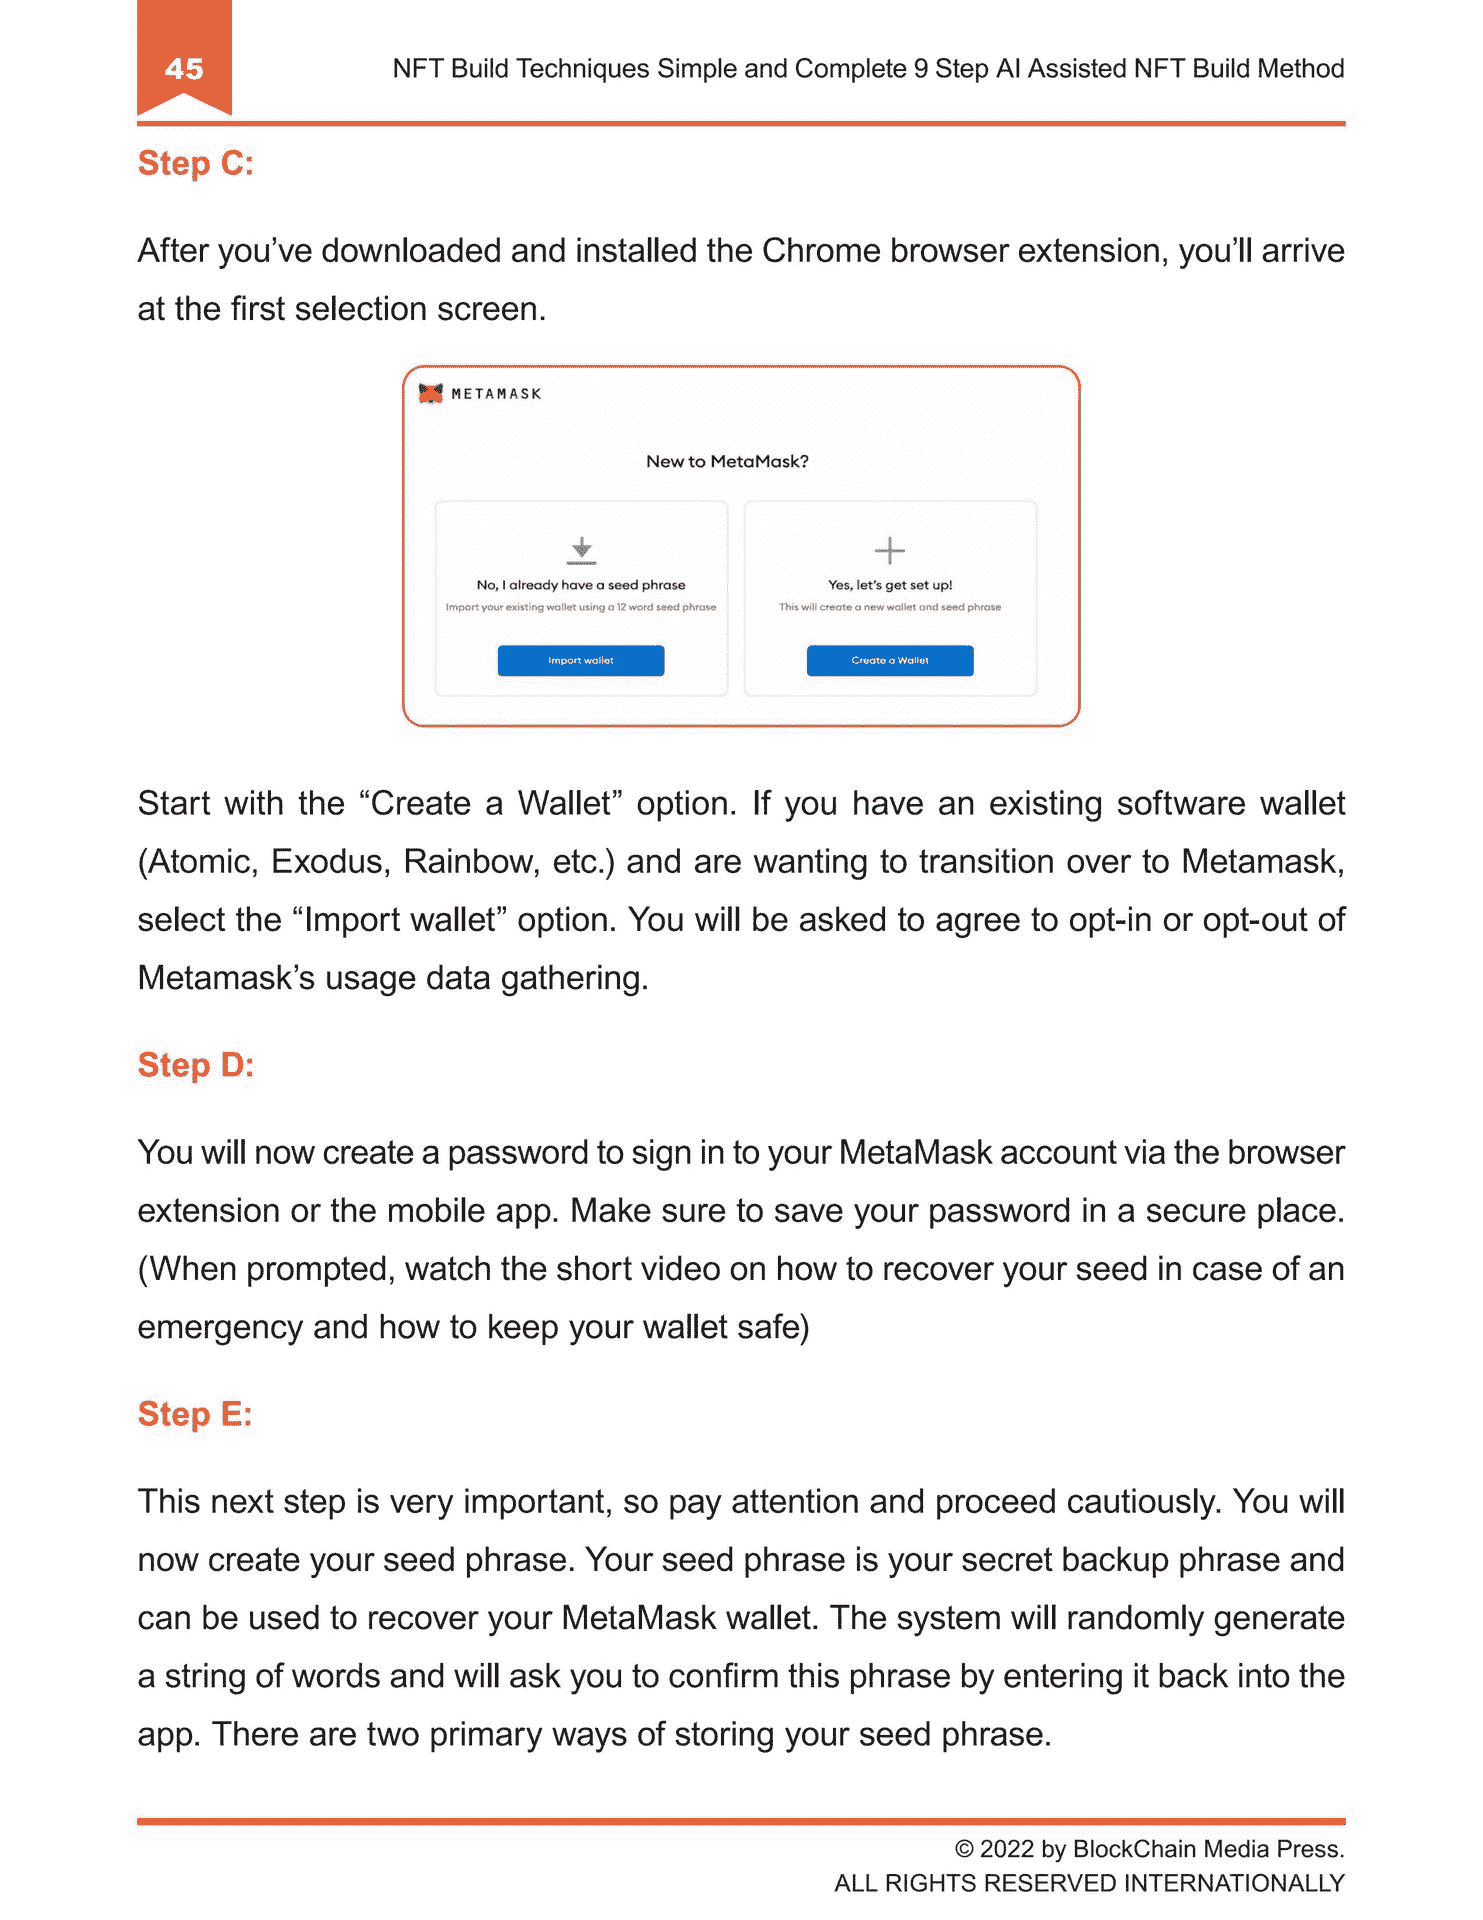 45
NFT Build Techniques Simple and Complete 9 Step AI Assisted NFT Build Method
Step C:
After you’ve downloaded and installed the Chrome browser extension, you’ll arrive
at the first selection screen.
METAMASK
New to MetaMask?
No, I already have a seed phrase
Import your existing wallet using a 12 word seed phrase
Import wallet
Yes, let’s get set up!
This will create a new wallet and seed phrase
Create a Wallet
Start with the “Create a Wallet” option. If you have an existing software wallet
(Atomic, Exodus, Rainbow, etc.) and are wanting to transition over to Metamask,
select the “Import wallet” option. You will be asked to agree to opt-in or opt-out of
Metamask’s usage data gathering.
Step D:
You will now create a password to sign in to your MetaMask account via the browser
extension or the mobile app. Make sure to save your password in a secure place.
(When prompted, watch the short video on how to recover your seed in case of an
emergency and how to keep your wallet safe)
Step E:
This next step is very important, so pay attention and proceed cautiously. You will
now create your seed phrase. Your seed phrase is your secret backup phrase and
can be used to recover your MetaMask wallet. The system will randomly generate
a string of words and will ask you to confirm this phrase by entering it back into the
app. There are two primary ways of storing your seed phrase.
© 2022 by BlockChain Media Press.
ALL RIGHTS RESERVED INTERNATIONALLY